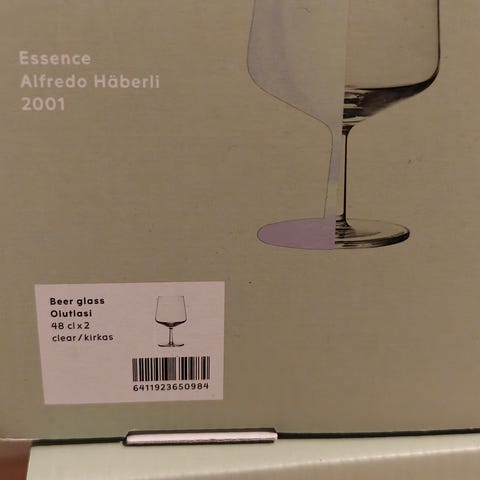 Essence
Alfredo Häberli
2001
Beer glass
Olutlasi
48 cl x 2
clear/kirkas
6411923650984